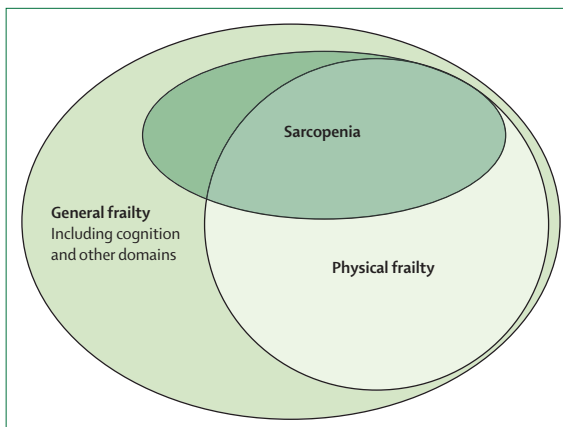 Sarcopenia
General frailty
Including cognition
and other domains
Physical frailty